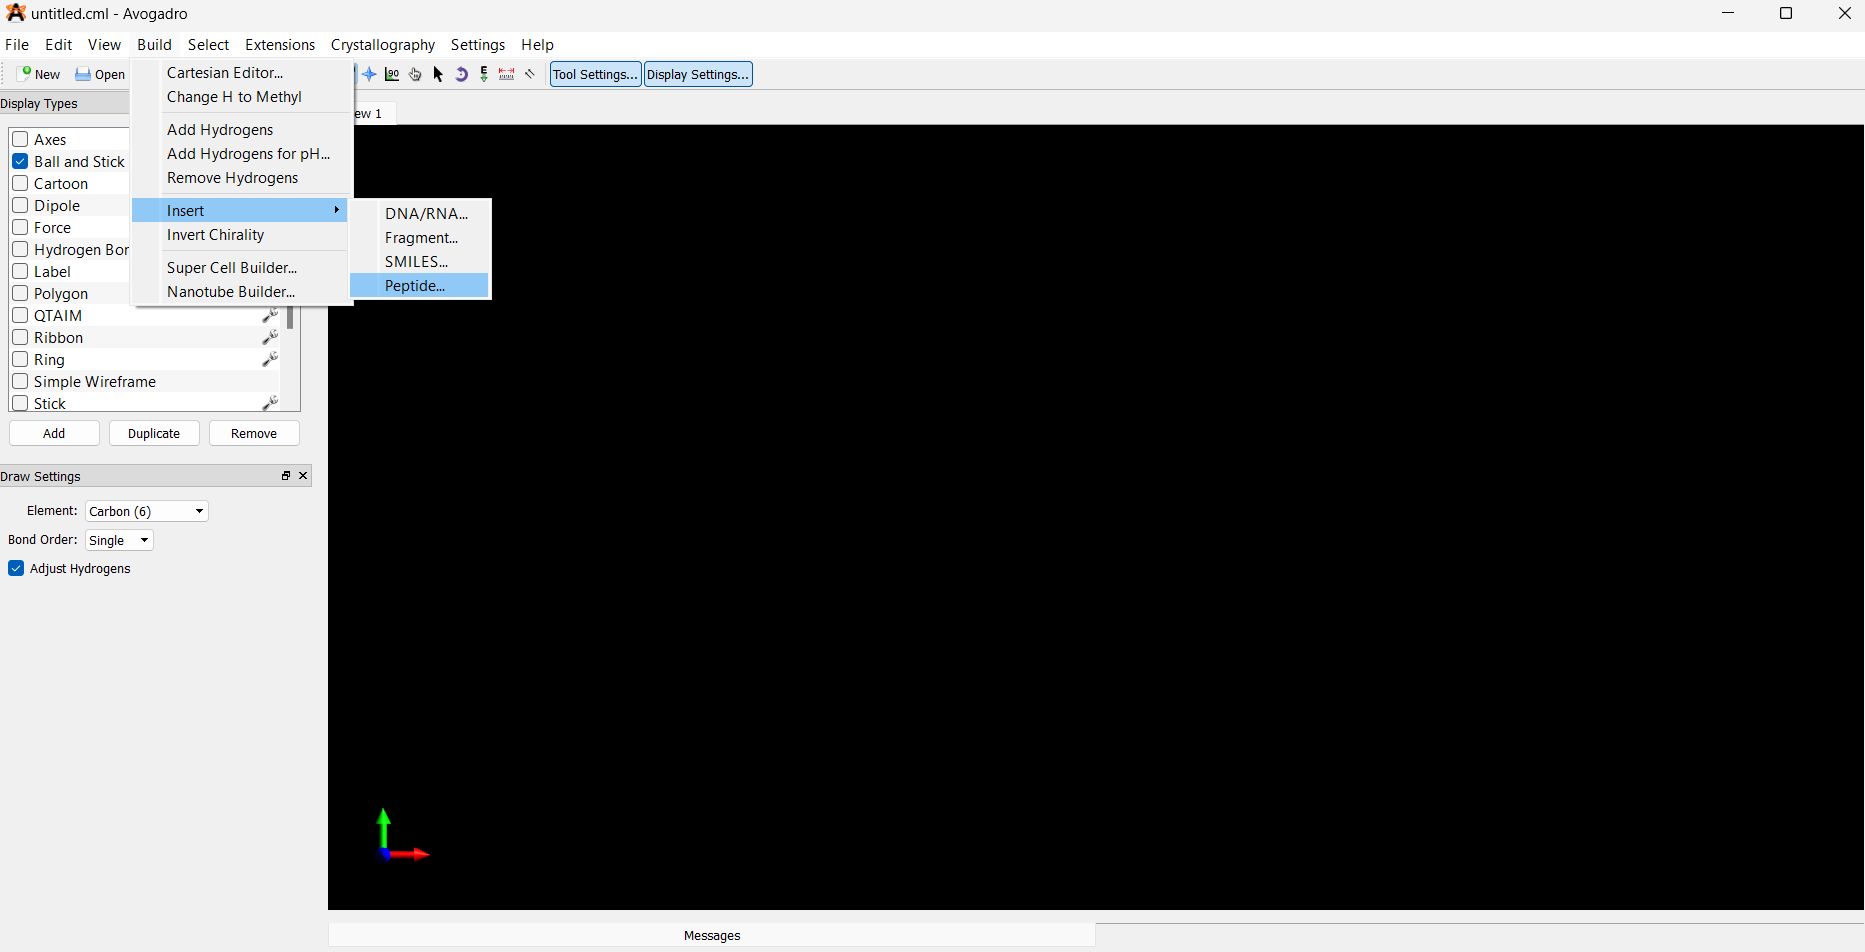 untitled.cml - Avogadro
File Edit View Build Select Extensions Crystallography Settings Help
New Open 90 E Tool Settings... Display Settings...
Cartesian Editor...
Change H to Methyl
Add Hydrogens
Add Hydrogens for pH...
Remove Hydrogens
Insert
Invert Chirality
Super Cell Builder...
Nanotube Builder...
DNA/RNA...
Fragment...
SMILES...
Peptide...
Display Types
ew 1
Axes
Ball and Stick
Cartoon
Dipole
Force
Hydrogen Bor
Label
Polygon
QTAIM
Ribbon
Ring
Simple Wireframe
Stick
Add Duplicate Remove
Draw Settings
Element: Carbon (6)
Bond Order: Single
Adjust Hydrogens
Messages